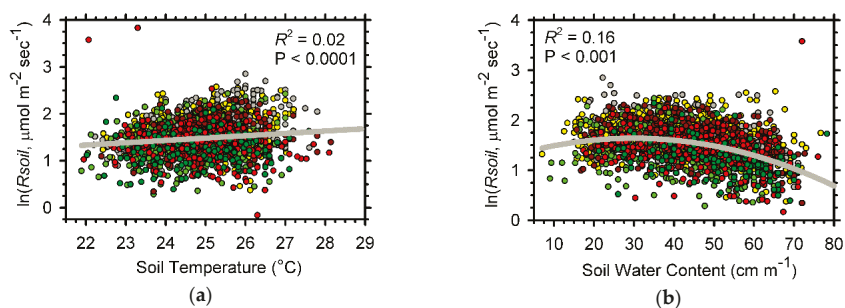 4
3
2
1
0
ln(Rsoil, μmol m⁻² sec⁻¹)
R² = 0.02
P < 0.0001
22 23 24 25 26 27 28 29
Soil Temperature (°C)
(a)
4
3
2
1
0
ln(Rsoil, μmol m⁻² sec⁻¹)
R² = 0.16
P < 0.001
10 20 30 40 50 60 70 80
Soil Water Content (cm m⁻¹)
(b)